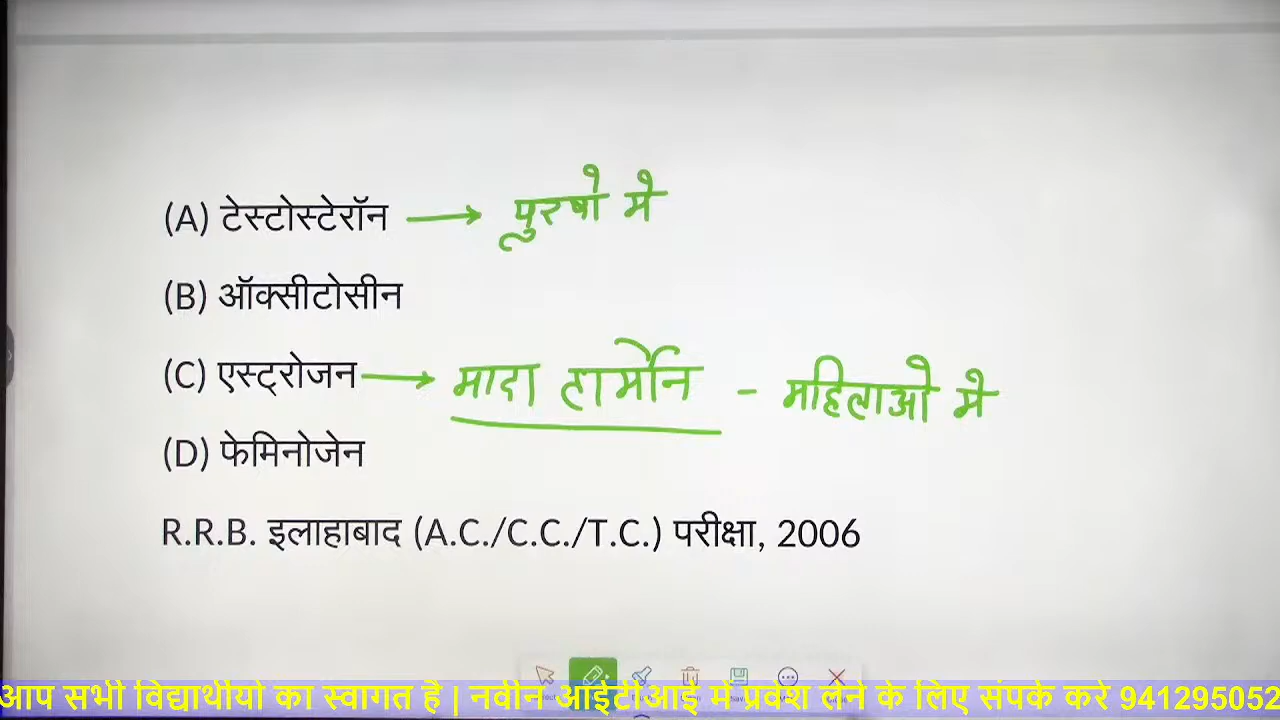 (A) टेस्टोस्टेरॉन → पुरषो मे
(B) ऑक्सीटोसीन
(C) एस्ट्रोजन → मादा हार्मोन - महिलाओ मे
(D) फेमिनोजेन
R.R.B. इलाहाबाद (A.C./C.C./T.C.) परीक्षा, 2006
आप सभी विद्यार्थीयो का स्वागत है | नवीन आईटीआई में प्रवेश लेने के लिए संपर्क करे 941295052